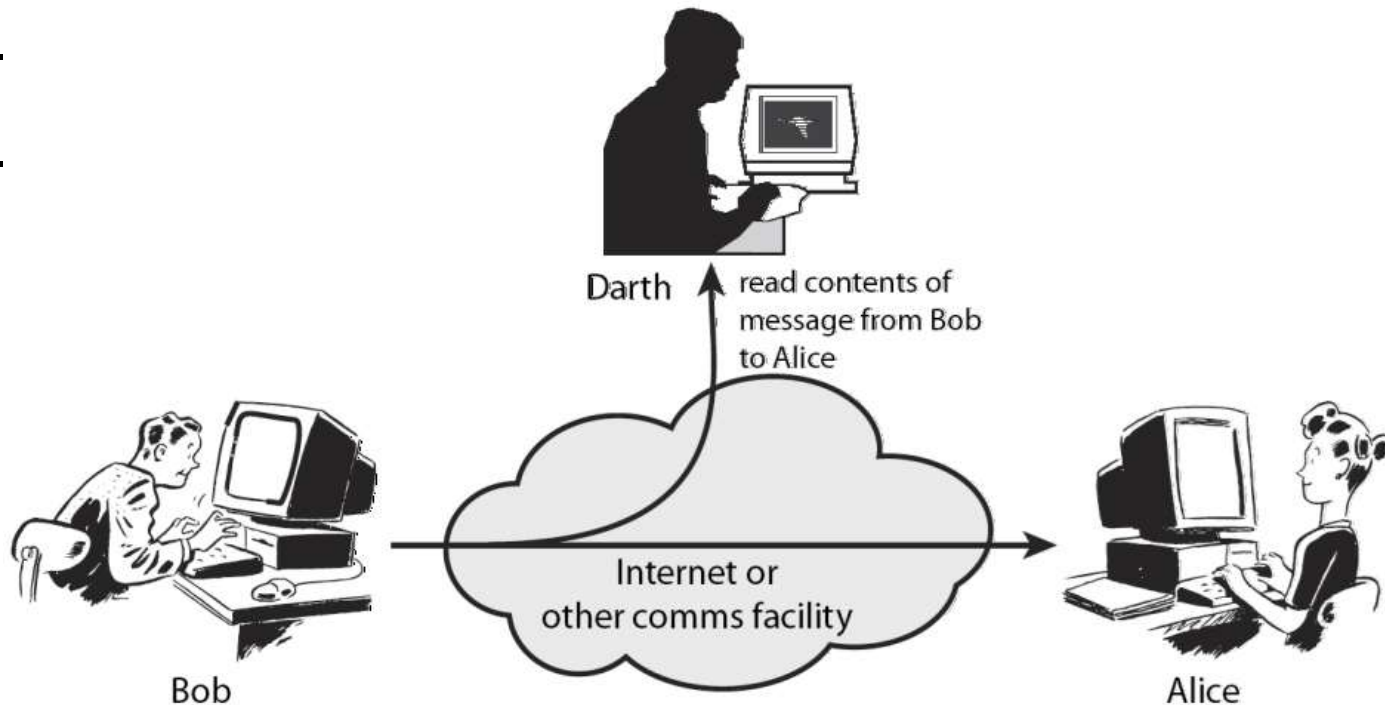 Darth
read contents of
message from Bob
to Alice
Internet or
other comms facility
Bob
Alice